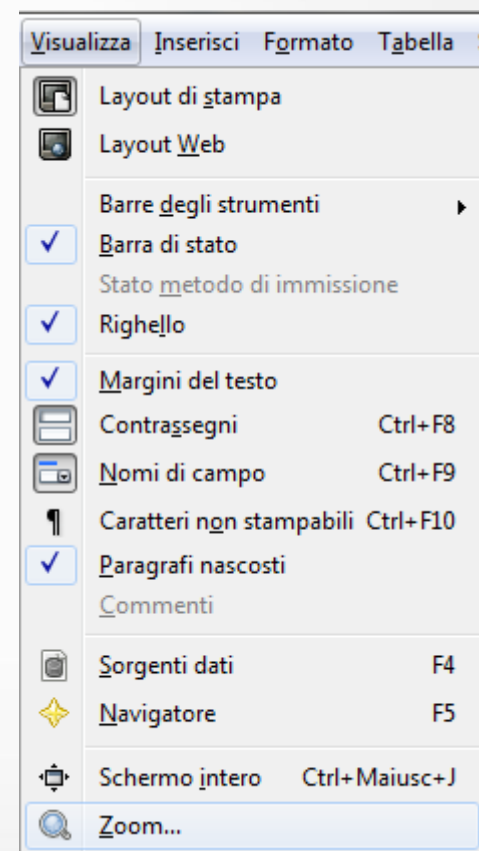 Visualizza Inserisci Formato Tabella
Layout di stampa
Layout Web
Barre degli strumenti
Barra di stato
Stato metodo di immissione
Righello
Margini del testo
Contrassegni Ctrl+F8
Nomi di campo Ctrl+F9
Caratteri non stampabili Ctrl+F10
Paragrafi nascosti
Commenti
Sorgenti dati F4
Navigatore F5
Schermo intero Ctrl+Maiusc+J
Zoom...